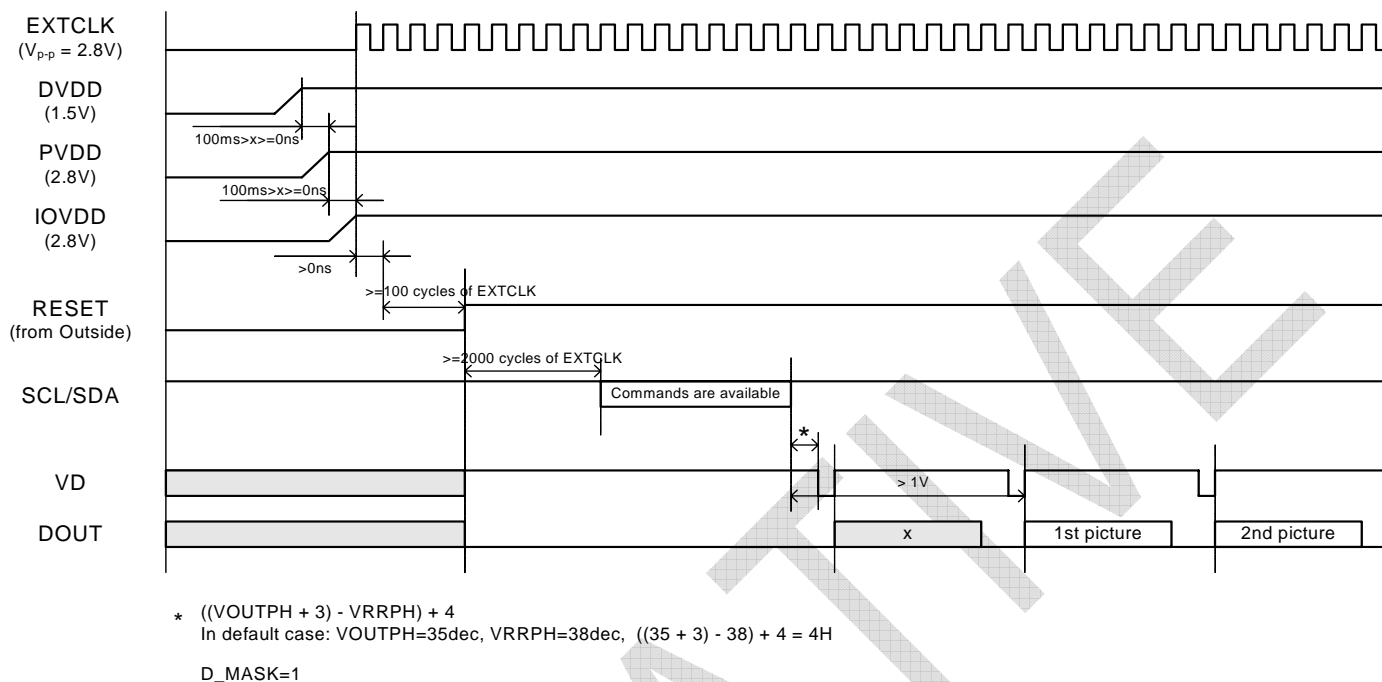 EXTCLK
(Vp-p = 2.8V)
DVDD
(1.5V)
100ms>x>=0ns
PVDD
(2.8V)
100ms>x>=0ns
IOVDD
(2.8V)
>0ns
>=100 cycles of EXTCLK
RESET
(from Outside)
>=2000 cycles of EXTCLK
SCL/SDA
Commands are available
*
VD
> 1V
DOUT
x
1st picture
2nd picture
* ((VOUTPH + 3) - VRRPH) + 4
In default case: VOUTPH=35dec, VRRPH=38dec, ((35 + 3) - 38) + 4 = 4H
D_MASK=1
ATIVE